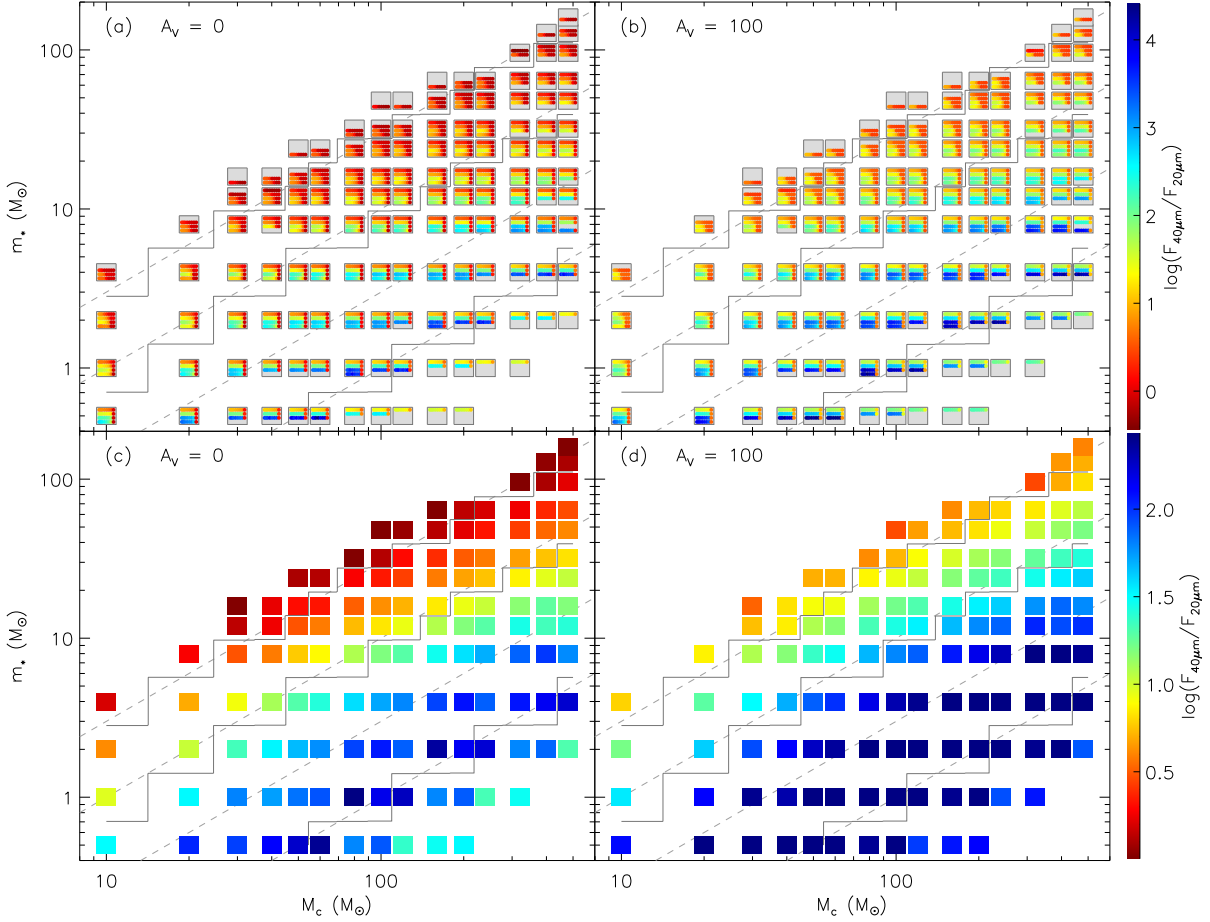 (a) A_V = 0
(b) A_V = 100
100
10
1
m_* (M_⊙)
4
3
2
1
0
log(F_40μm/F_20μm)
(c) A_V = 0
(d) A_V = 100
100
10
1
m_* (M_⊙)
2.0
1.5
1.0
0.5
log(F_40μm/F_20μm)
10 100
10 100
M_c (M_⊙)
M_c (M_⊙)